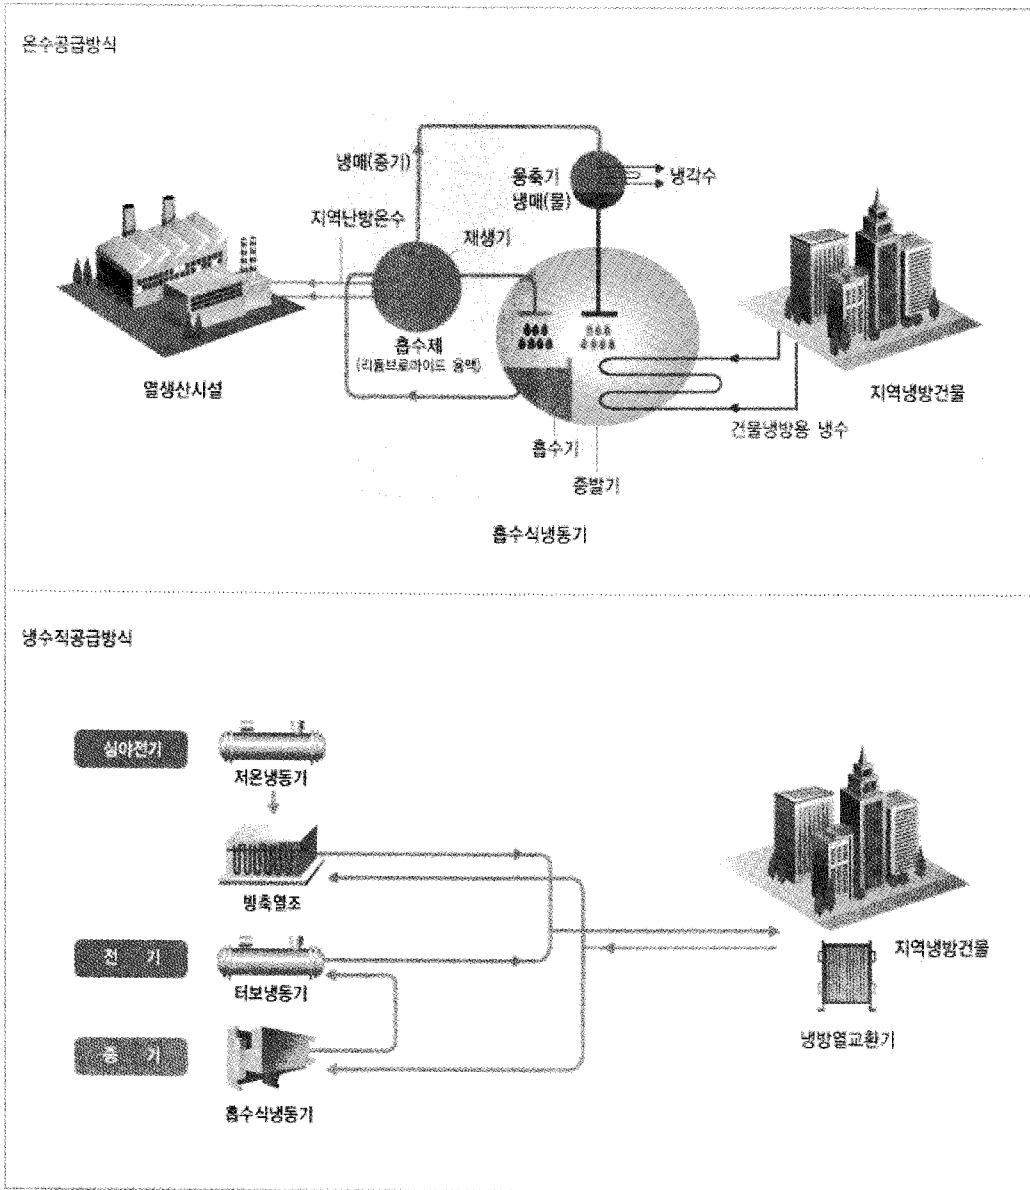 온수공급방식
냉매(증기)
응축기
냉매(물)
냉각수
지역난방온수
재생기
흡수제
(리튬브로마이드 용액)
열생산시설
지역냉방건물
건물냉방용 냉수
흡수기
증발기
흡수식냉동기
냉수직공급방식
심야전기
저온냉동기
빙축열조
전 기
터보냉동기
지역냉방건물
냉방열교환기
증 기
흡수식냉동기